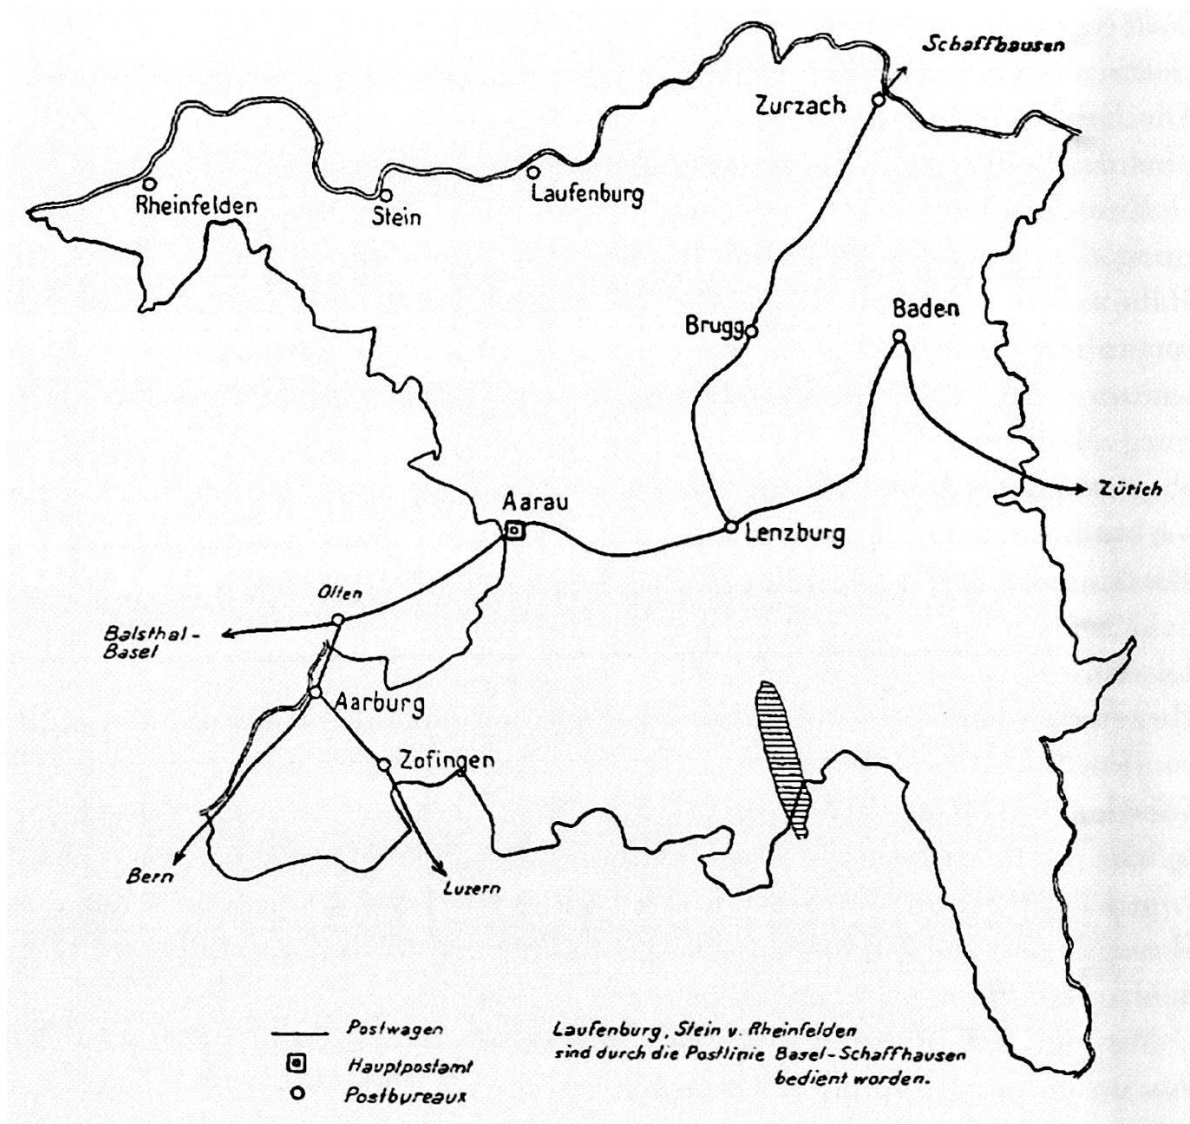 Schaffhausen
Zurzach
Rheinfelden
Stein
Laufenburg
Brugg
Baden
Zürich
Aarau
Lenzburg
Olten
Balsthal-
Basel
Aarburg
Zofingen
Bern
Luzern
Postwagen
Hauptpostamt
Postbureaux
Laufenburg, Stein v. Rheinfelden
sind durch die Postlinie Basel-Schaffhausen
bedient worden.